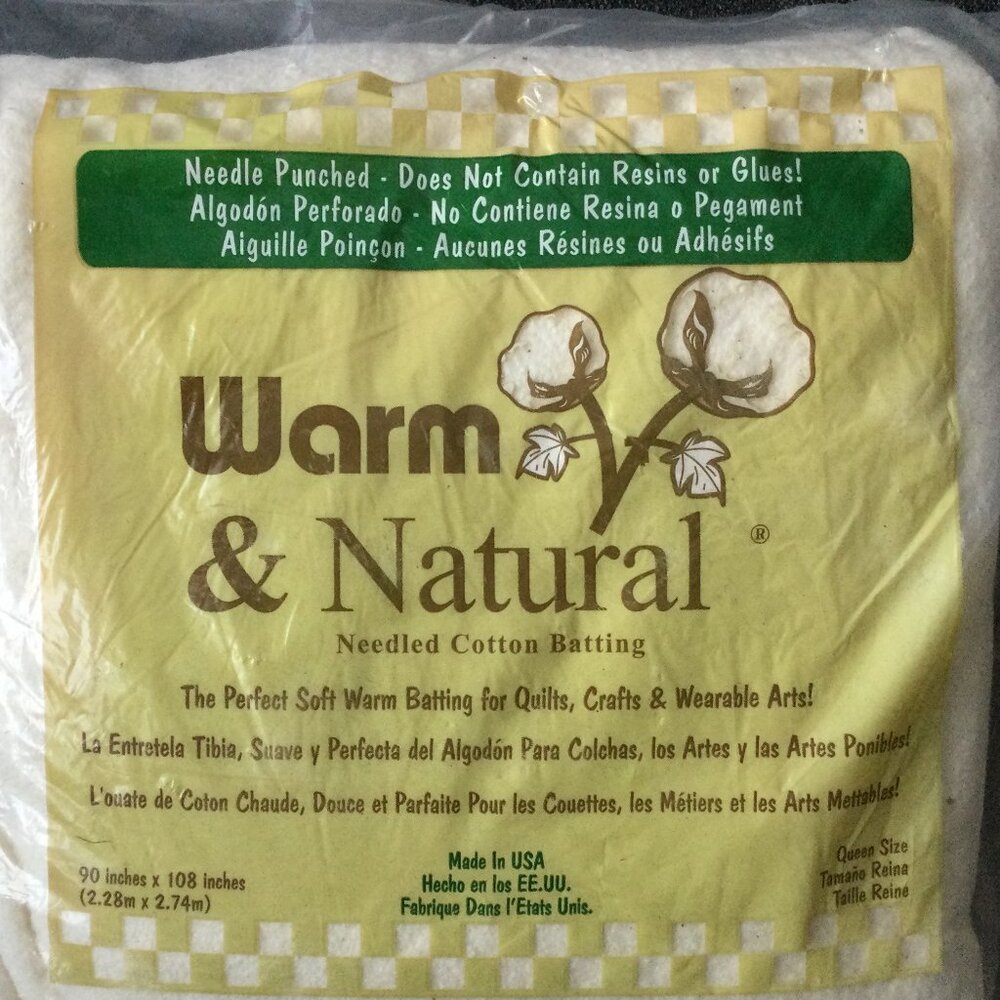 Needle Punched - Does Not Contain Resins or Glues!
Algodón Perforado - No Contiene Resina o Pegament
Aiguille Poinçon - Aucunes Résines ou Adhésifs
Warm
& Natural ®
Needled Cotton Batting
The Perfect Soft Warm Batting for Quilts, Crafts & Wearable Arts!
La Entretela Tibia, Suave y Perfecta del Algodón Para Colchas, los Artes y las Artes Ponibles!
L'ouate de Coton Chaude, Douce et Parfaite Pour les Couettes, les Métiers et les Arts Mettables!
90 inches x 108 inches
(2.28m x 2.74m)
Made In USA
Hecho en los EE.UU.
Fabrique Dans l'Etats Unis.
Queen Size
Tamaño Reina
Taille Reine